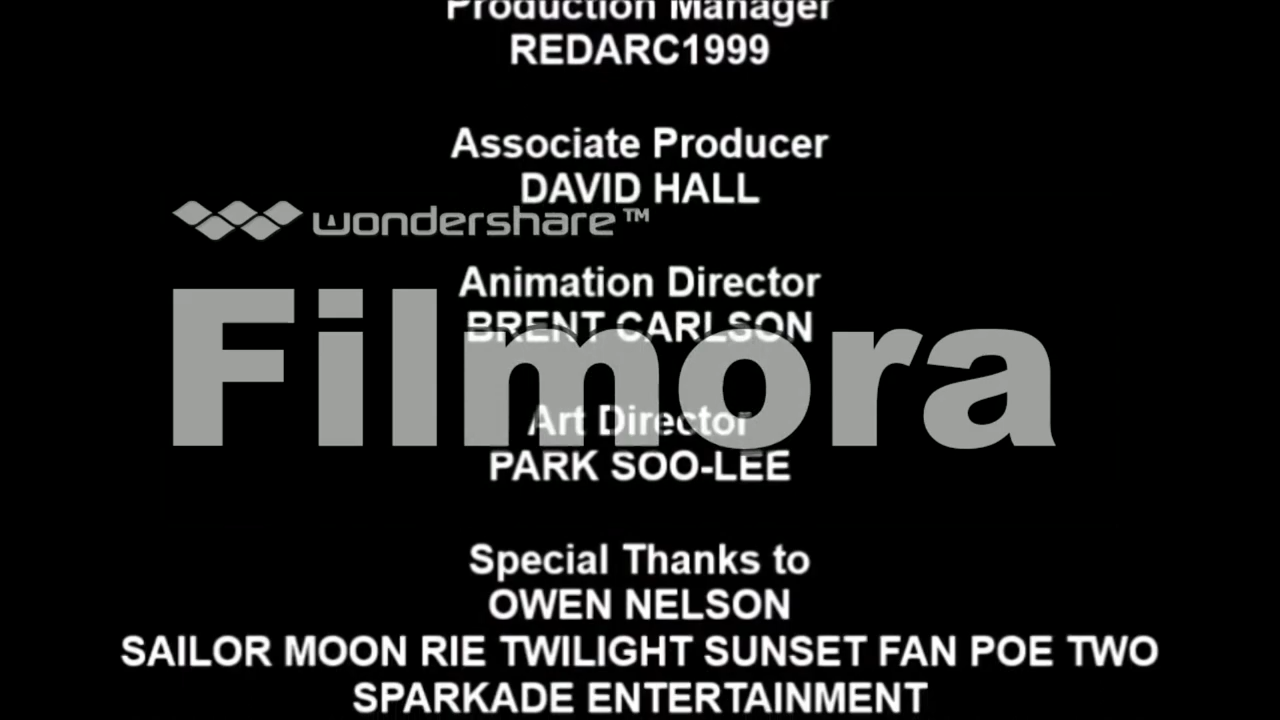 Production Manager
REDARC1999
Associate Producer
DAVID HALL
wondershare™
Animation Director
BRENT CARLSON
Filmora
Art Director
PARK SOO-LEE
Special Thanks to
OWEN NELSON
SAILOR MOON RIE TWILIGHT SUNSET FAN POE TWO
SPARKADE ENTERTAINMENT